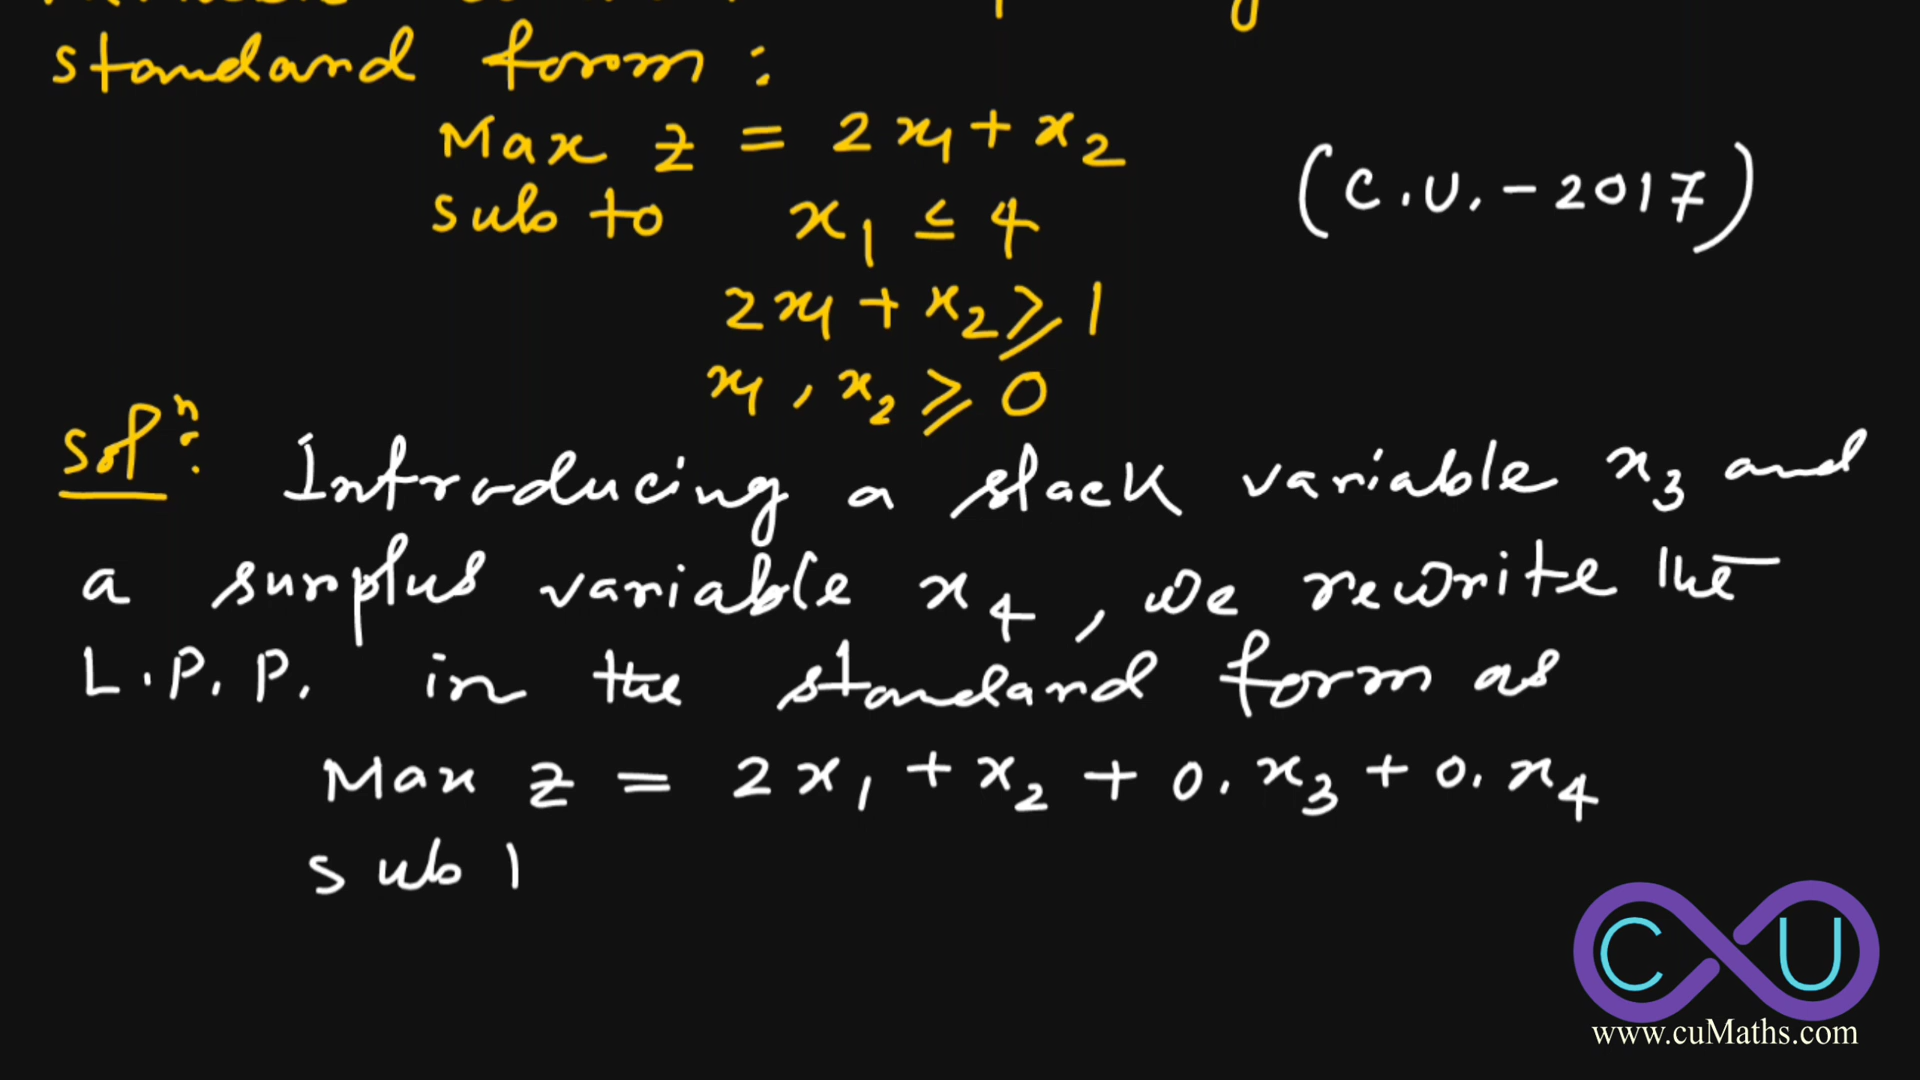 standard form :
Max z = 2x₁ + x₂
sub to x₁ ≤ 4
(C.U.-2017)
2x₁ + x₂ ≥ 1
x₁, x₂ ≥ 0
Solⁿ: Introducing a slack variable x₃ and
a surplus variable x₄, we rewrite the
L.P.P. in the standard form as
Max z = 2x₁ + x₂ + 0.x₃ + 0.x₄
sub
CU
www.cuMaths.com